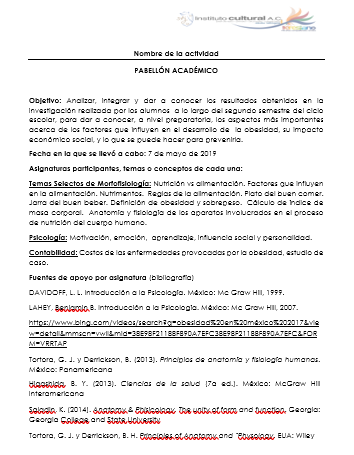 instituto cultural A.C.
Nombre de la actividad
PABELLÓN ACADÉMICO
Objetivo: Analizar, integrar y dar a conocer los resultados obtenidos en la
investigación realizada por los alumnos a lo largo del segundo semestre del ciclo
escolar, para dar a conocer, a nivel preparatoria, los aspectos más importantes
acerca de los factores que influyen en el desarrollo de la obesidad, su impacto
económico social, y lo que se puede hacer para prevenirla.
Fecha en la que se llevó a cabo: 7 de mayo de 2019
Asignaturas participantes, temas o conceptos de cada una:
Temas Selectos de Morfofisiología: Nutrición vs alimentación. Factores que influyen
en la alimentación. Nutrimentos. Reglas de la alimentación. Plato del buen comer.
Jarra del buen beber. Definición de obesidad y sobrepeso. Cálculo de índice de
masa corporal. Anatomía y fisiología de los aparatos involucrados en el proceso
de nutrición del cuerpo humano.
Psicología: Motivación, emoción, aprendizaje, influencia social y personalidad.
Contabilidad: Costos de las enfermedades provocadas por la obesidad, estudio de
caso.
Fuentes de apoyo por asignatura (bibliografía)
DAVIDOFF, L. L. Introducción a la Psicología. México: Mc Graw Hill, 1999.
LAHEY, Benjamin B. Introducción a la Psicología. México: Mc Graw Hill, 2007.
https://www.bing.com/videos/search?q=obesidad%20en%20méxico%202017&vie
w=detail&mmscn=vwll&mid=38E98F2118BF890A7EFC38E98F2118BF890A7EFC&FOR
M=VRRTAP
Tortora, G. J. y Derrickson, B. (2013). Principios de anatomía y fisiología humana.
México: Panamericana
Higashida, B. Y. (2013). Ciencias de la salud (7a ed.). México: McGraw Hill
Interamericana
Saladin, K. (2014). Anatomy & Phisicology. The unity of form and function. Georgia:
Georgia College and State University
Tortora, G. J. y Derrickson, B. H. Principles of Anatomy and Physology. EUA: Wiley